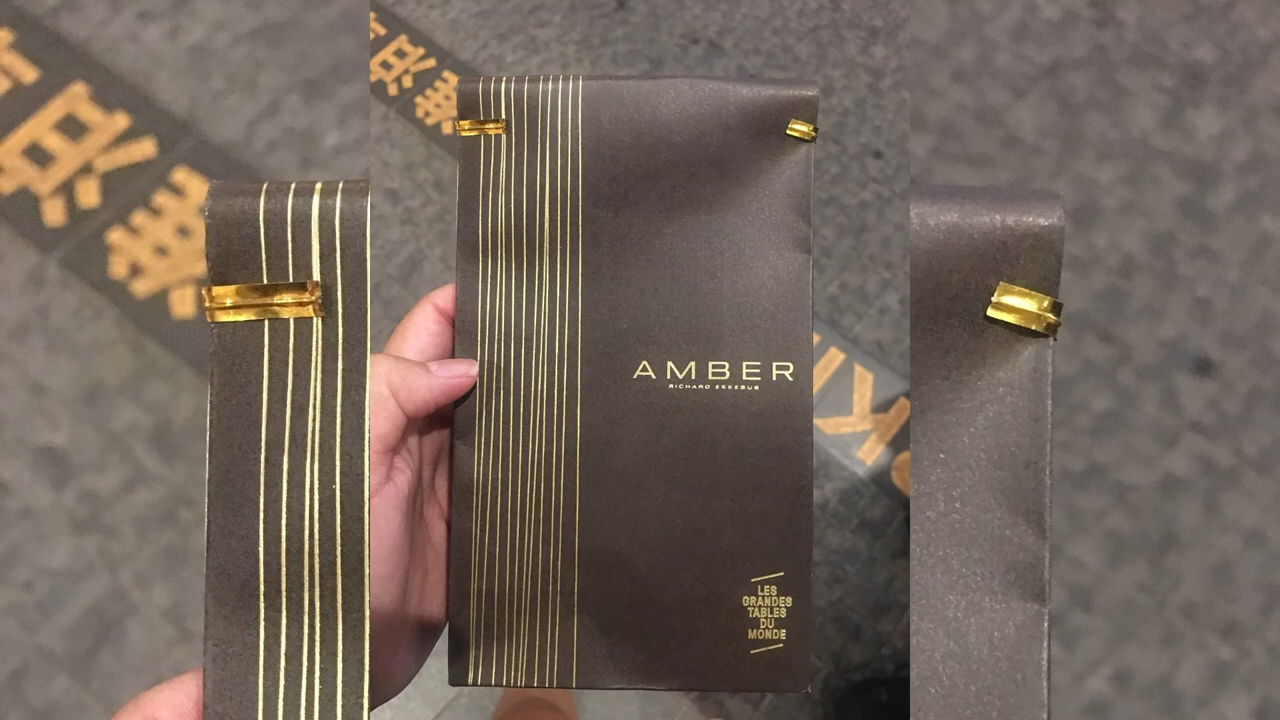 AMBER
RICHARD EKKEBUS
LES
GRANDES
TABLES
DU
MONDE